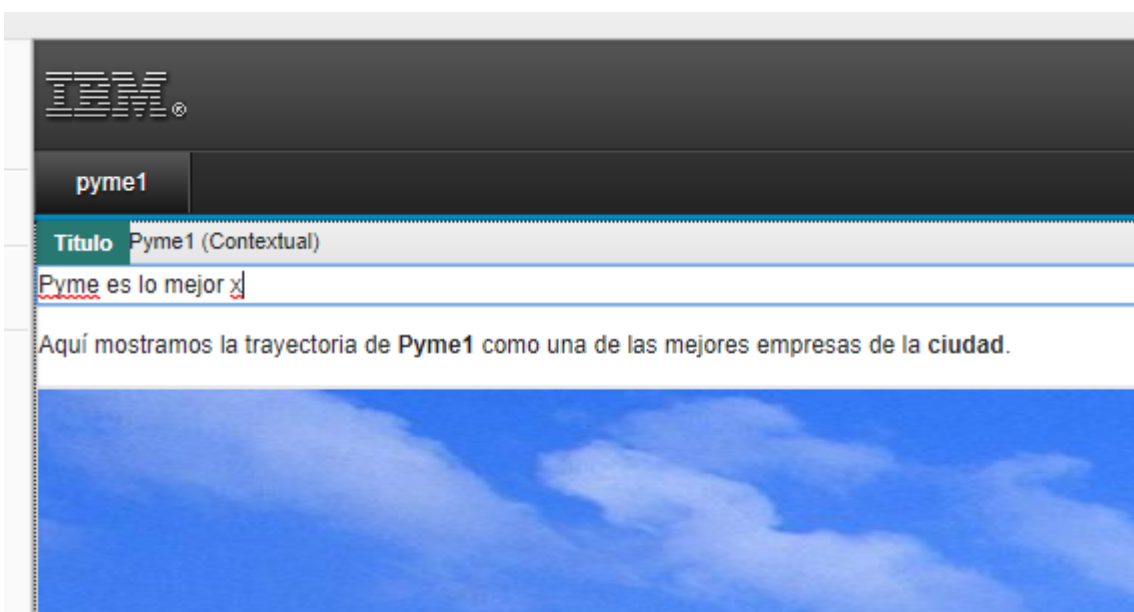 IBM®
pyme1
Titulo Pyme1 (Contextual)
Pyme es lo mejor x
Aquí mostramos la trayectoria de Pyme1 como una de las mejores empresas de la ciudad.